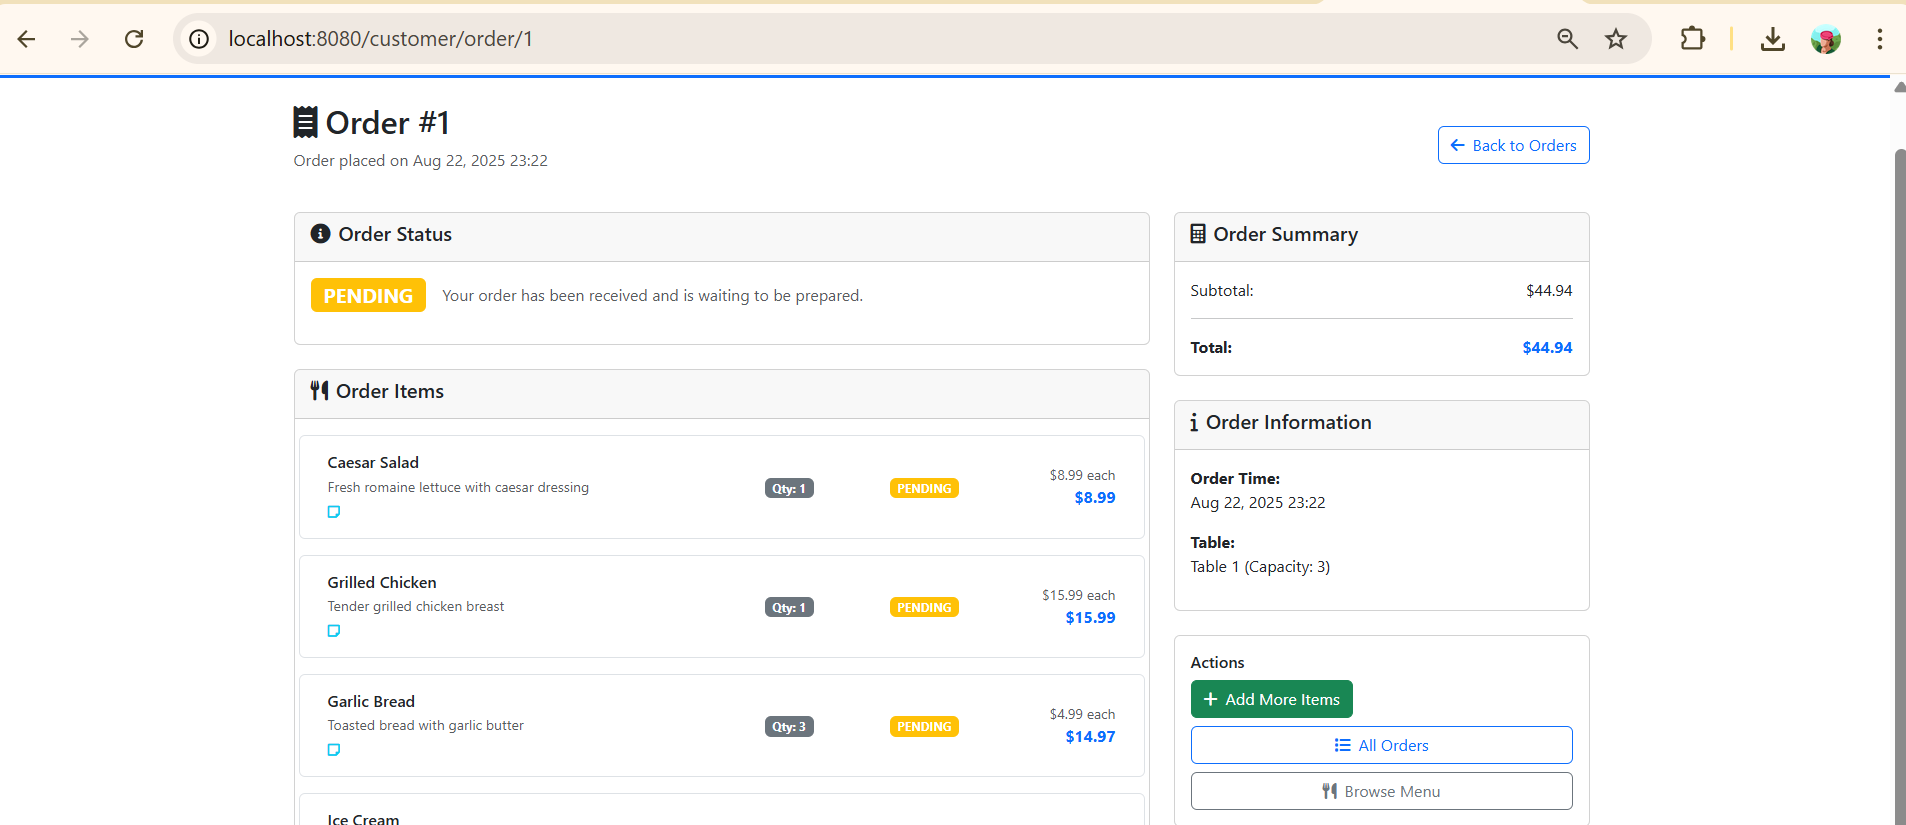 localhost:8080/customer/order/1
Order #1
Order placed on Aug 22, 2025 23:22
Back to Orders
Order Status
PENDING Your order has been received and is waiting to be prepared.
Order Items
Caesar Salad
Fresh romaine lettuce with caesar dressing
Qty: 1
PENDING
$8.99 each
$8.99
Grilled Chicken
Tender grilled chicken breast
Qty: 1
PENDING
$15.99 each
$15.99
Garlic Bread
Toasted bread with garlic butter
Qty: 3
PENDING
$4.99 each
$14.97
Ice Cream
Order Summary
Subtotal: $44.94
Total: $44.94
Order Information
Order Time:
Aug 22, 2025 23:22
Table:
Table 1 (Capacity: 3)
Actions
Add More Items
All Orders
Browse Menu